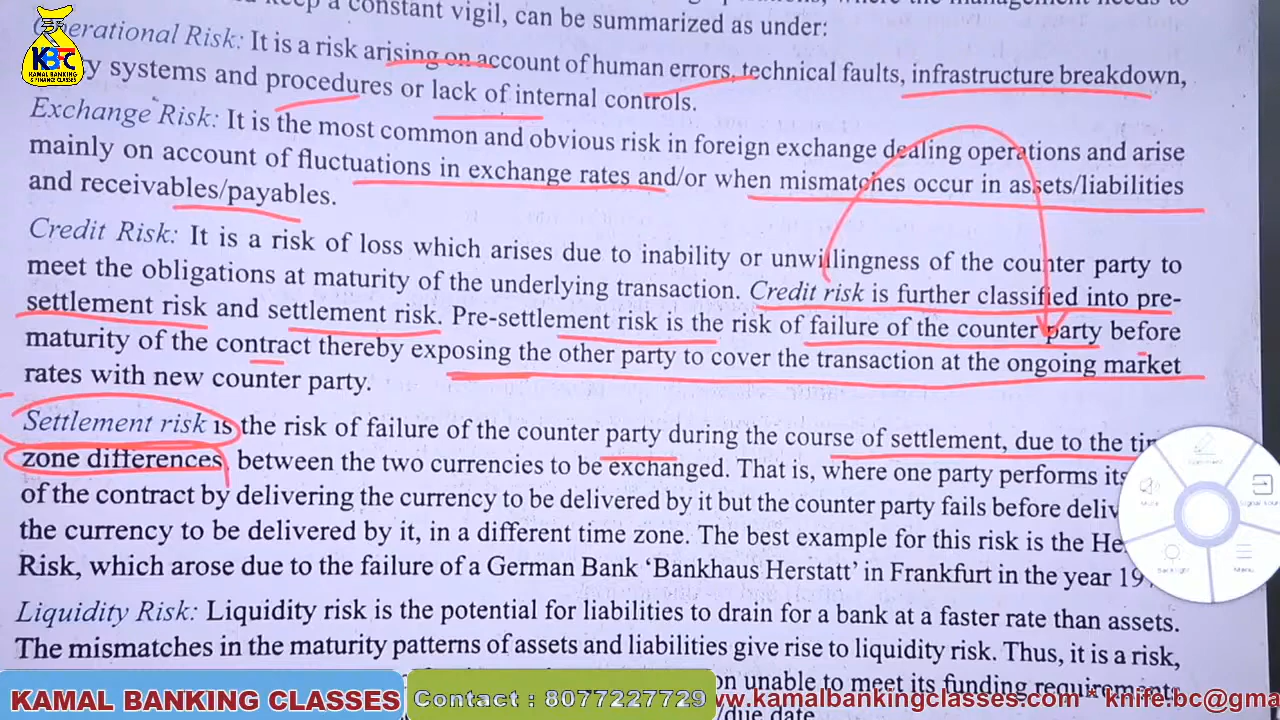 keep a constant vigil, can be summarized as under:
Operational Risk: It is a risk arising on account of human errors, technical faults, infrastructure breakdown,
systems and procedures or lack of internal controls.
Exchange Risk: It is the most common and obvious risk in foreign exchange dealing operations and arise
mainly on account of fluctuations in exchange rates and/or when mismatches occur in assets/liabilities
and receivables/payables.
Credit Risk: It is a risk of loss which arises due to inability or unwillingness of the counter party to
meet the obligations at maturity of the underlying transaction. Credit risk is further classified into pre-
settlement risk and settlement risk. Pre-settlement risk is the risk of failure of the counter party before
maturity of the contract thereby exposing the other party to cover the transaction at the ongoing market
rates with new counter party.
Settlement risk is the risk of failure of the counter party during the course of settlement, due to the
zone differences, between the two currencies to be exchanged. That is, where one party performs its
of the contract by delivering the currency to be delivered by it but the counter party fails before
the currency to be delivered by it, in a different time zone. The best example for this risk is the
Risk, which arose due to the failure of a German Bank ‘Bankhaus Herstatt’ in Frankfurt in the year
Liquidity Risk: Liquidity risk is the potential for liabilities to drain for a bank at a faster rate than assets.
The mismatches in the maturity patterns of assets and liabilities give rise to liquidity risk. Thus, it is a risk,
unable to meet its funding requirements
/due date
KBC
KAMAL BANKING
& FINANCE CLASSES
Comment
Mute
Signal Source
Backlight
Menu
KAMAL BANKING CLASSES
Contact : 8077227729
www.kamalbankingclasses.com * knife.bc@gma